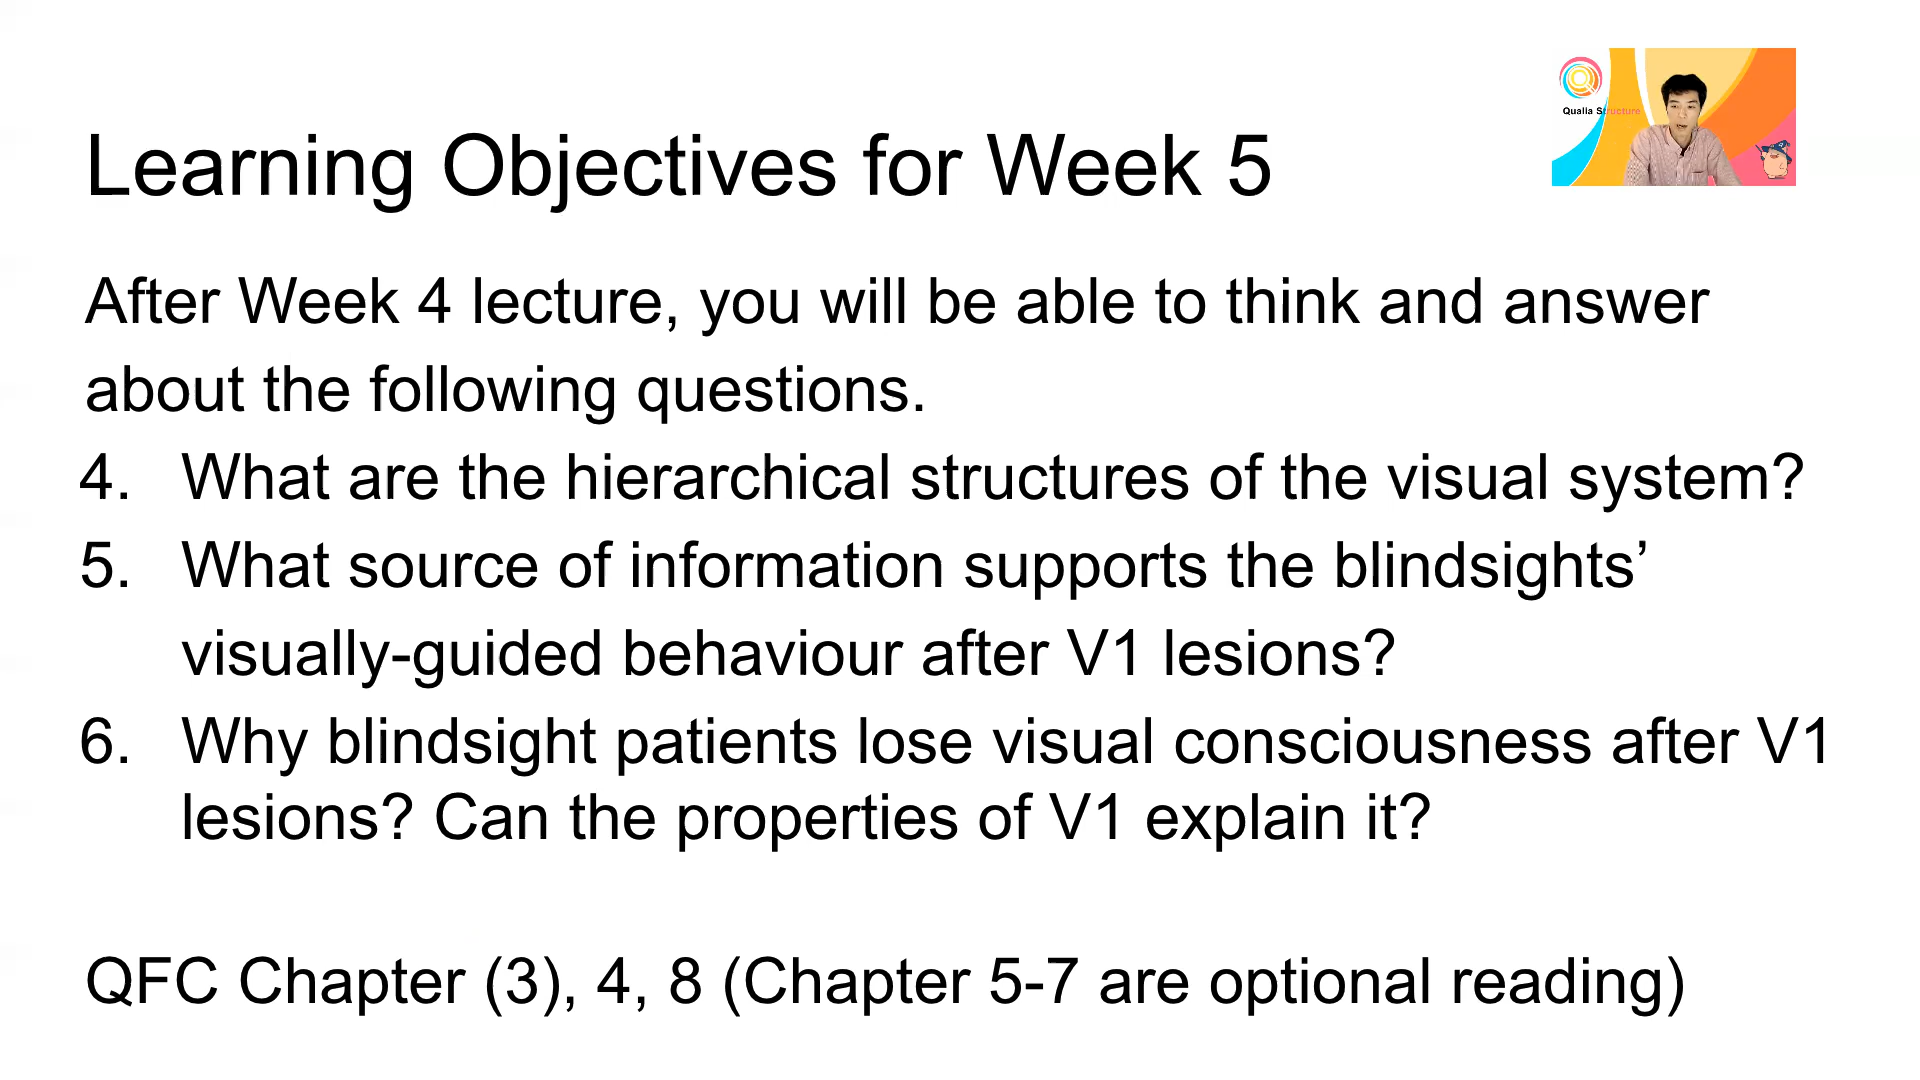 Qualia Structure
Learning Objectives for Week 5
After Week 4 lecture, you will be able to think and answer
about the following questions.
4. What are the hierarchical structures of the visual system?
5. What source of information supports the blindsights’
visually-guided behaviour after V1 lesions?
6. Why blindsight patients lose visual consciousness after V1
lesions? Can the properties of V1 explain it?
QFC Chapter (3), 4, 8 (Chapter 5-7 are optional reading)